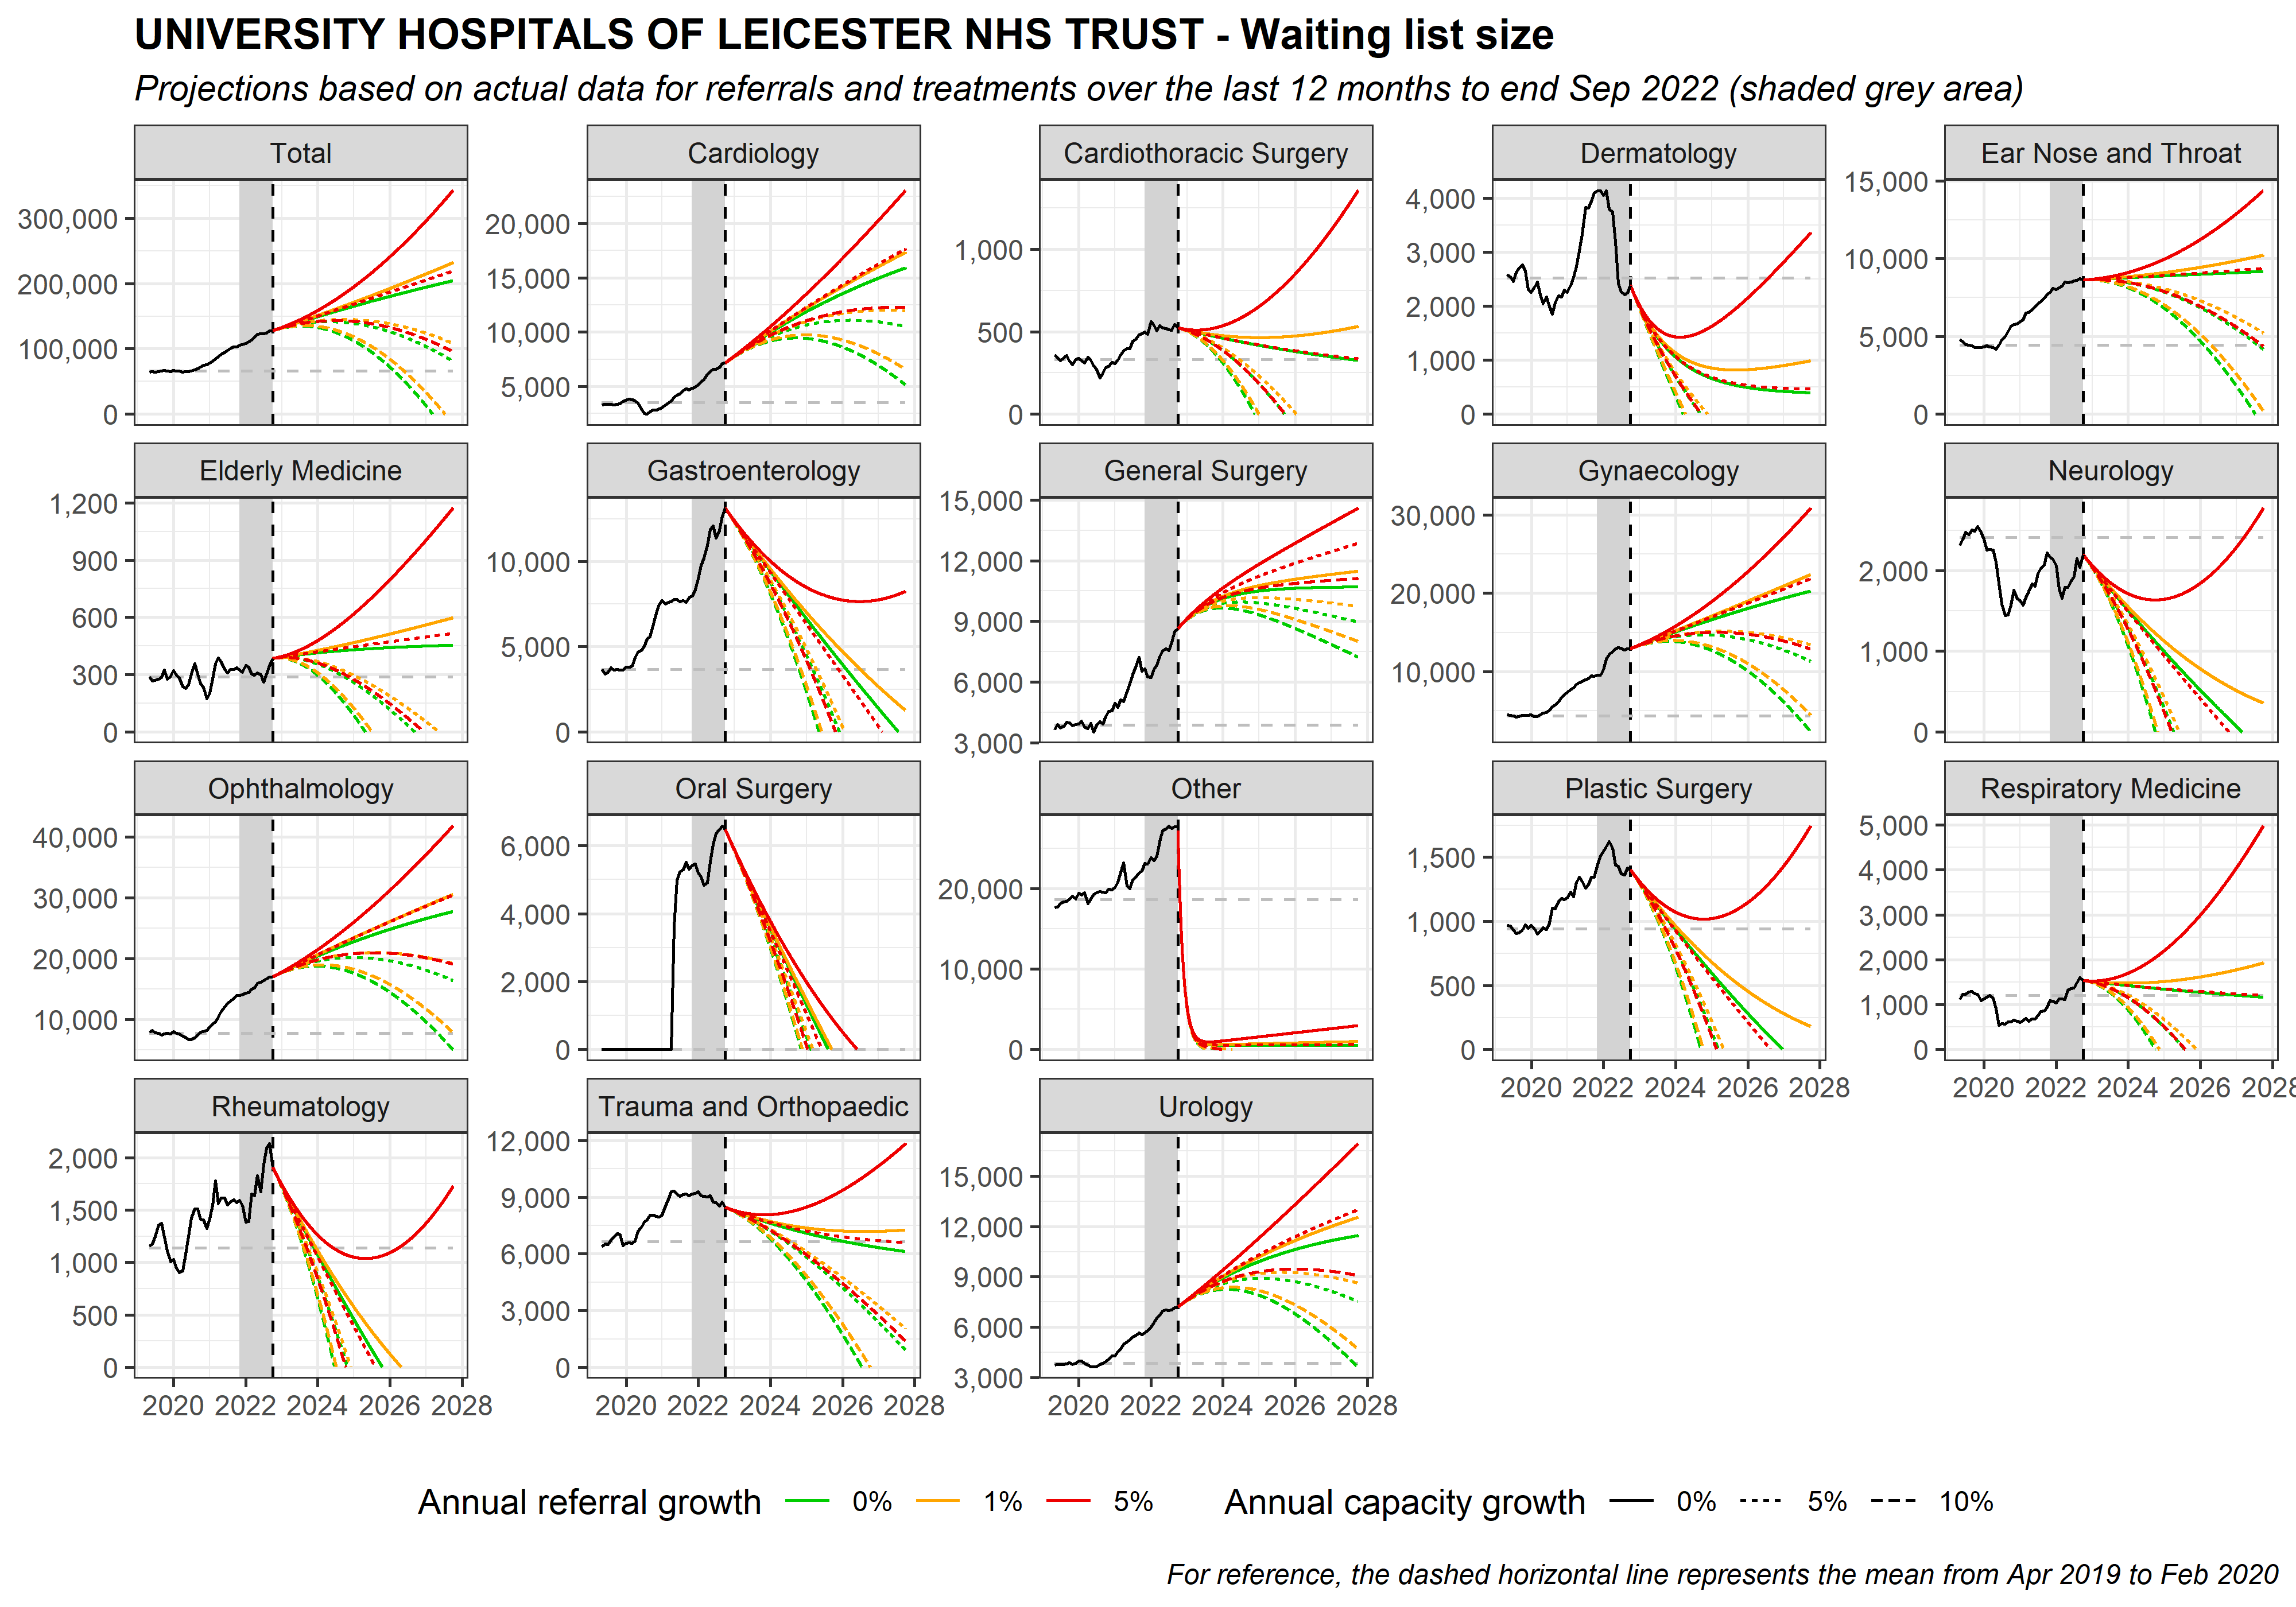 UNIVERSITY HOSPITALS OF LEICESTER NHS TRUST - Waiting list size
Projections based on actual data for referrals and treatments over the last 12 months to end Sep 2022 (shaded grey area)
Total
Cardiology
Cardiothoracic Surgery
Dermatology
Ear Nose and Throat
300,000
200,000
100,000
0
20,000
15,000
10,000
5,000
1,000
500
0
4,000
3,000
2,000
1,000
0
15,000
10,000
5,000
0
Elderly Medicine
Gastroenterology
General Surgery
Gynaecology
Neurology
1,200
900
600
300
0
10,000
5,000
0
15,000
12,000
9,000
6,000
3,000
30,000
20,000
10,000
2,000
1,000
0
Ophthalmology
Oral Surgery
Other
Plastic Surgery
Respiratory Medicine
40,000
30,000
20,000
10,000
6,000
4,000
2,000
0
20,000
10,000
0
1,500
1,000
500
0
5,000
4,000
3,000
2,000
1,000
0
2020 2022 2024 2026 2028
2020 2022 2024 2026 2028
Rheumatology
Trauma and Orthopaedic
Urology
2,000
1,500
1,000
500
0
12,000
9,000
6,000
3,000
0
15,000
12,000
9,000
6,000
3,000
2020 2022 2024 2026 2028
2020 2022 2024 2026 2028
2020 2022 2024 2026 2028
Annual referral growth 0% 1% 5% Annual capacity growth 0% 5% 10%
For reference, the dashed horizontal line represents the mean from Apr 2019 to Feb 2020